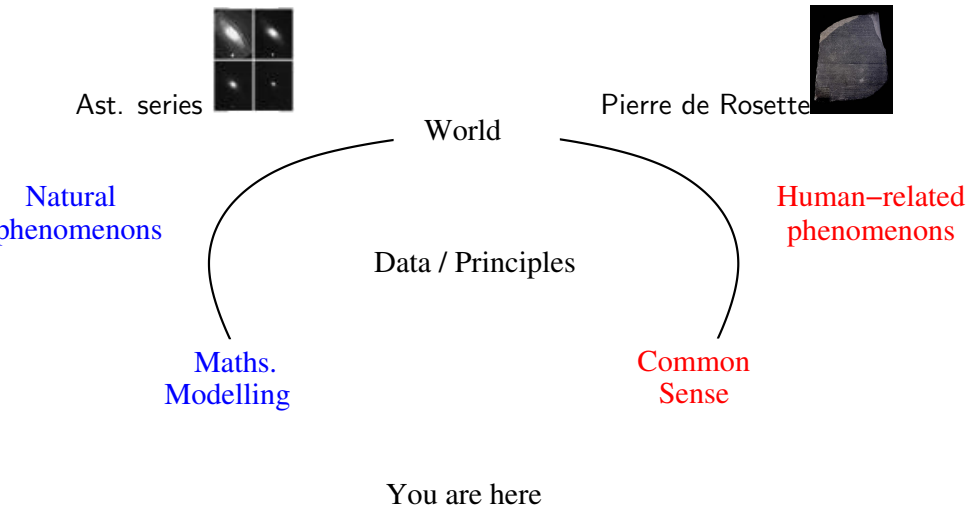 Ast. series
Pierre de Rosette
World
Natural
phenomenons
Human−related
phenomenons
Data / Principles
Maths.
Modelling
Common
Sense
You are here